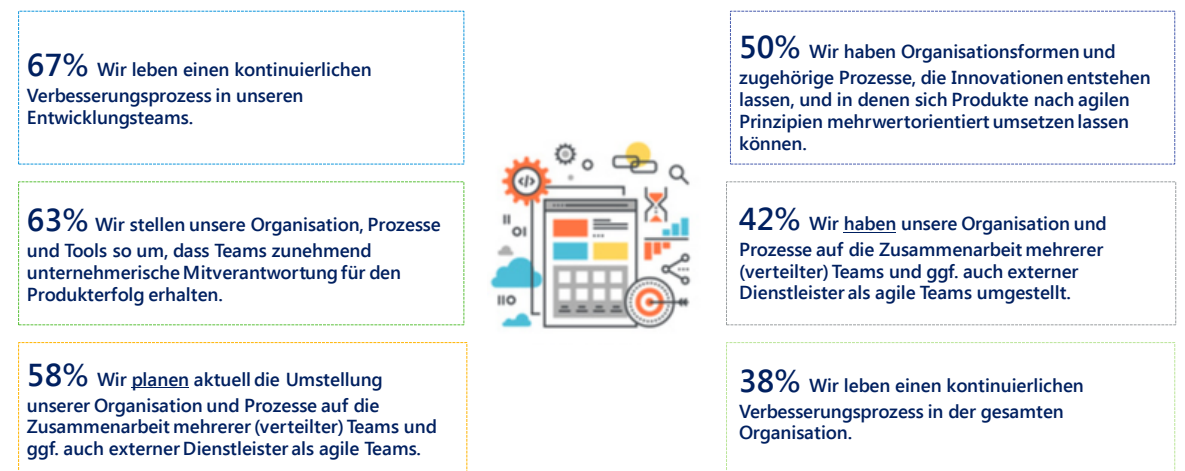 67% Wir leben einen kontinuierlichen
Verbesserungsprozess in unseren
Entwicklungsteams.
63% Wir stellen unsere Organisation, Prozesse
und Tools so um, dass Teams zunehmend
unternehmerische Mitverantwortung für den
Produkterfolg erhalten.
58% Wir planen aktuell die Umstellung
unserer Organisation und Prozesse auf die
Zusammenarbeit mehrerer (verteilter) Teams und
ggf. auch externer Dienstleister als agile Teams.
</>
II
OI
IIO
50% Wir haben Organisationsformen und
zugehörige Prozesse, die Innovationen entstehen
lassen, und in denen sich Produkte nach agilen
Prinzipien mehrwertorientiert umsetzen lassen
können.
42% Wir haben unsere Organisation und
Prozesse auf die Zusammenarbeit mehrerer
(verteilter) Teams und ggf. auch externer
Dienstleister als agile Teams umgestellt.
38% Wir leben einen kontinuierlichen
Verbesserungsprozess in der gesamten
Organisation.